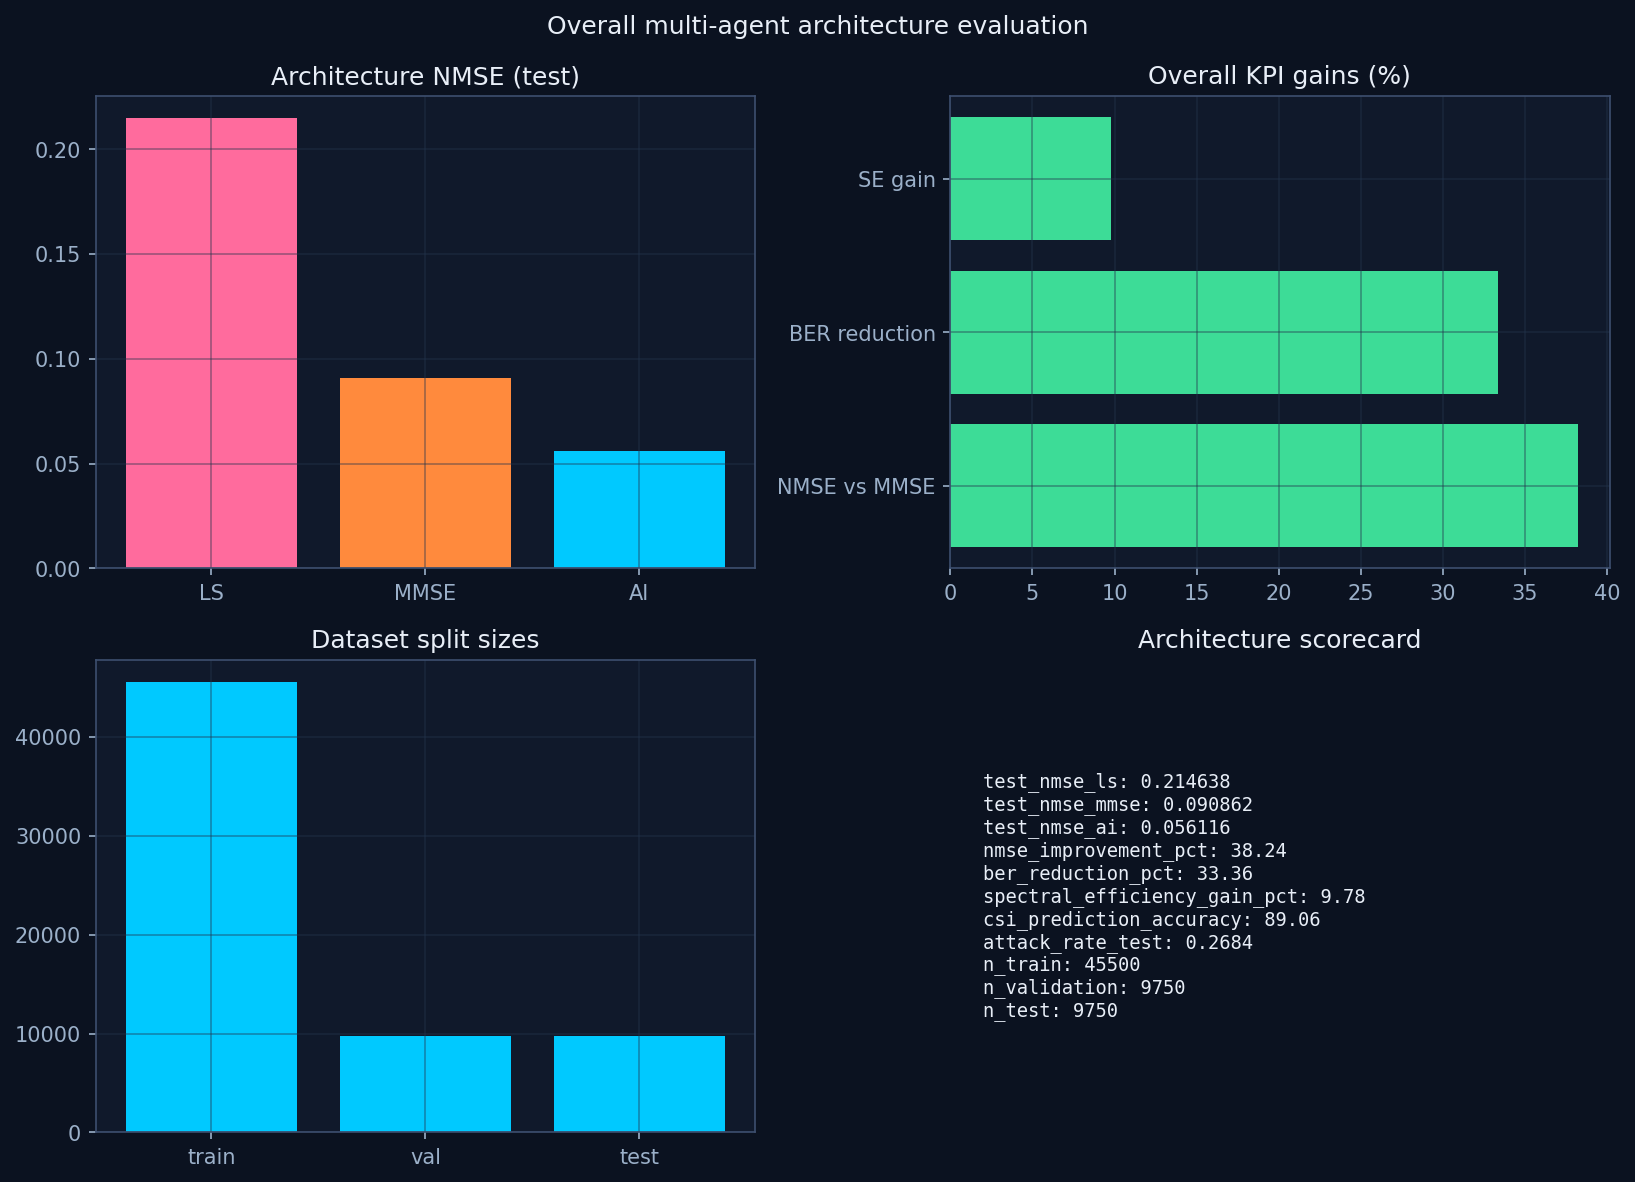 Overall multi-agent architecture evaluation
Architecture NMSE (test)
0.20
0.15
0.10
0.05
0.00
LS
MMSE
AI
Overall KPI gains (%)
SE gain
BER reduction
NMSE vs MMSE
0
5
10
15
20
25
30
35
40
Dataset split sizes
40000
30000
20000
10000
0
train
val
test
Architecture scorecard
test_nmse_ls: 0.214638
test_nmse_mmse: 0.090862
test_nmse_ai: 0.056116
nmse_improvement_pct: 38.24
ber_reduction_pct: 33.36
spectral_efficiency_gain_pct: 9.78
csi_prediction_accuracy: 89.06
attack_rate_test: 0.2684
n_train: 45500
n_validation: 9750
n_test: 9750